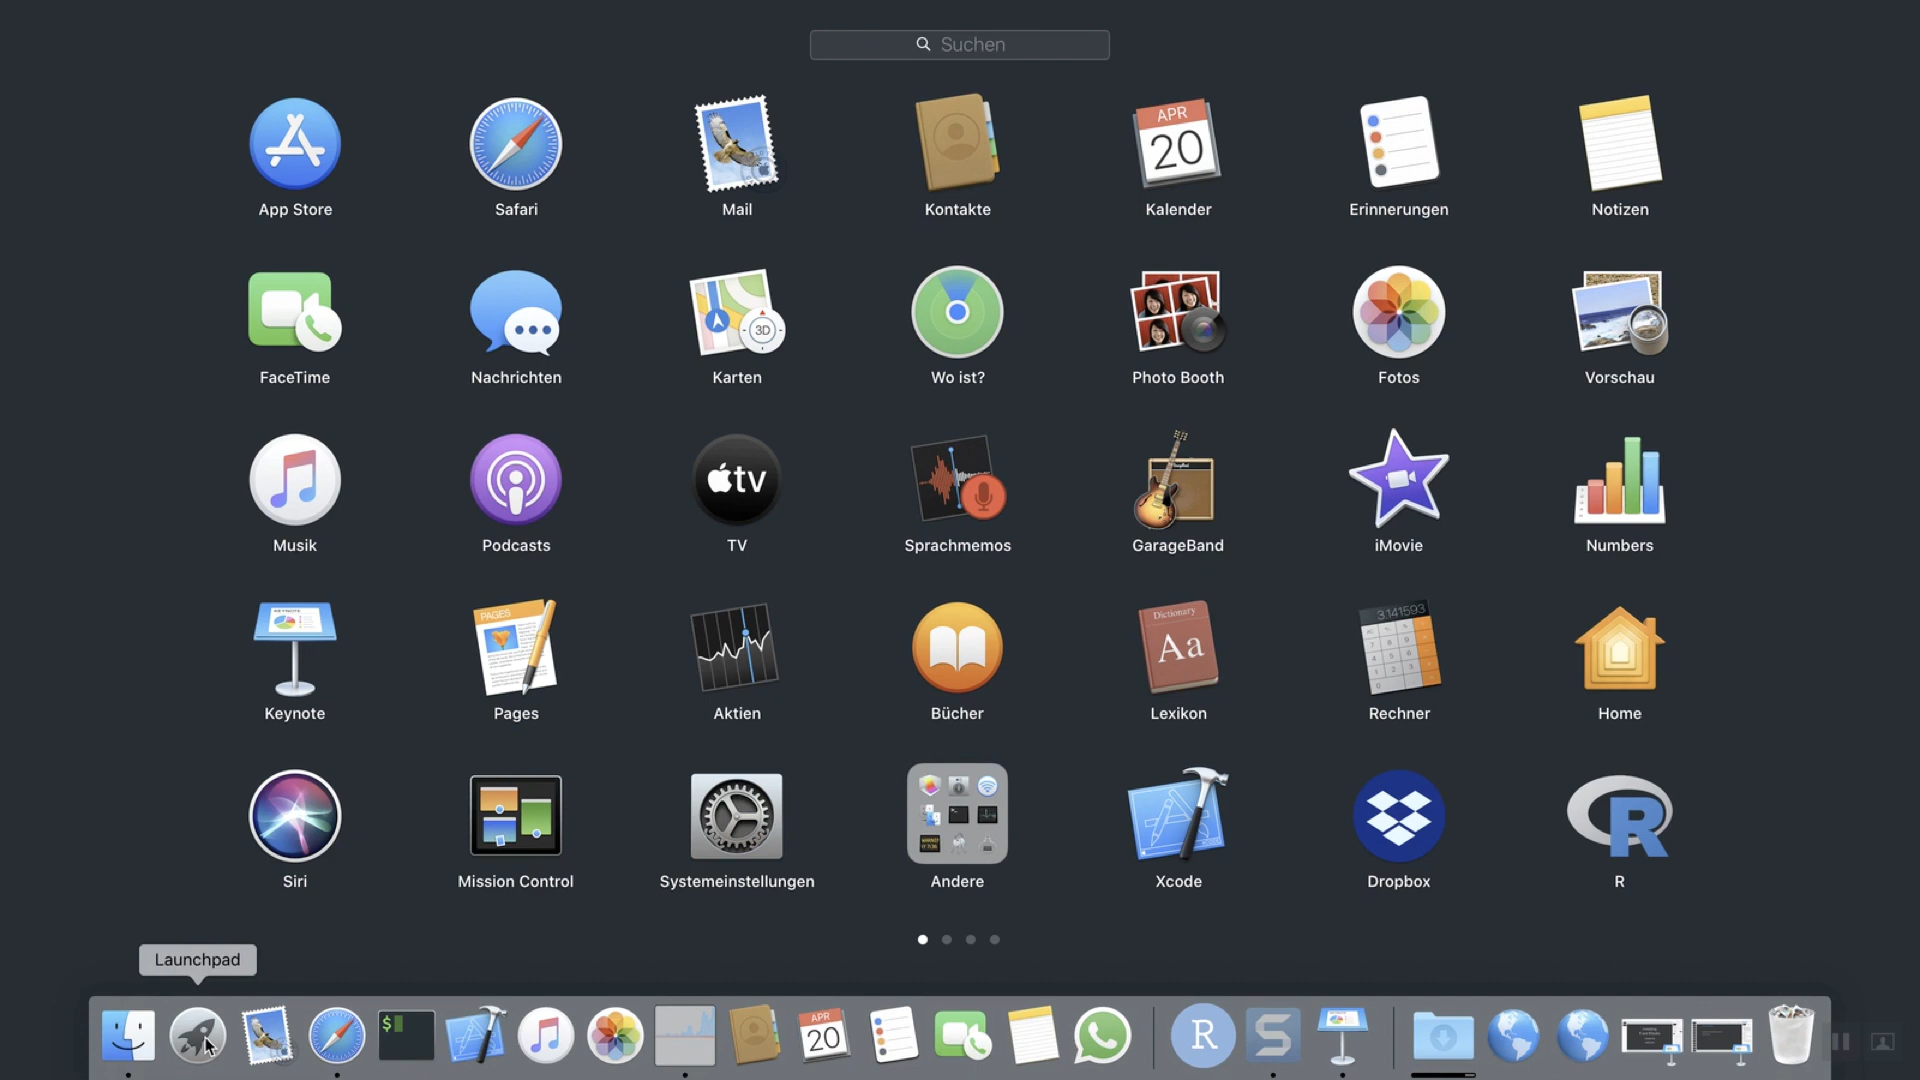 Suchen
APR
20
App Store Safari Mail Kontakte Kalender Erinnerungen Notizen
3D
FaceTime Nachrichten Karten Wo ist? Photo Booth Fotos Vorschau
tv
Musik Podcasts TV Sprachmemos GarageBand iMovie Numbers
KEYNOTE PAGES Dictionary 3.141593
Aa
Keynote Pages Aktien Bücher Lexikon Rechner Home
R
Siri Mission Control Systemeinstellungen Andere Xcode Dropbox R
Launchpad
$ APR
20 R S